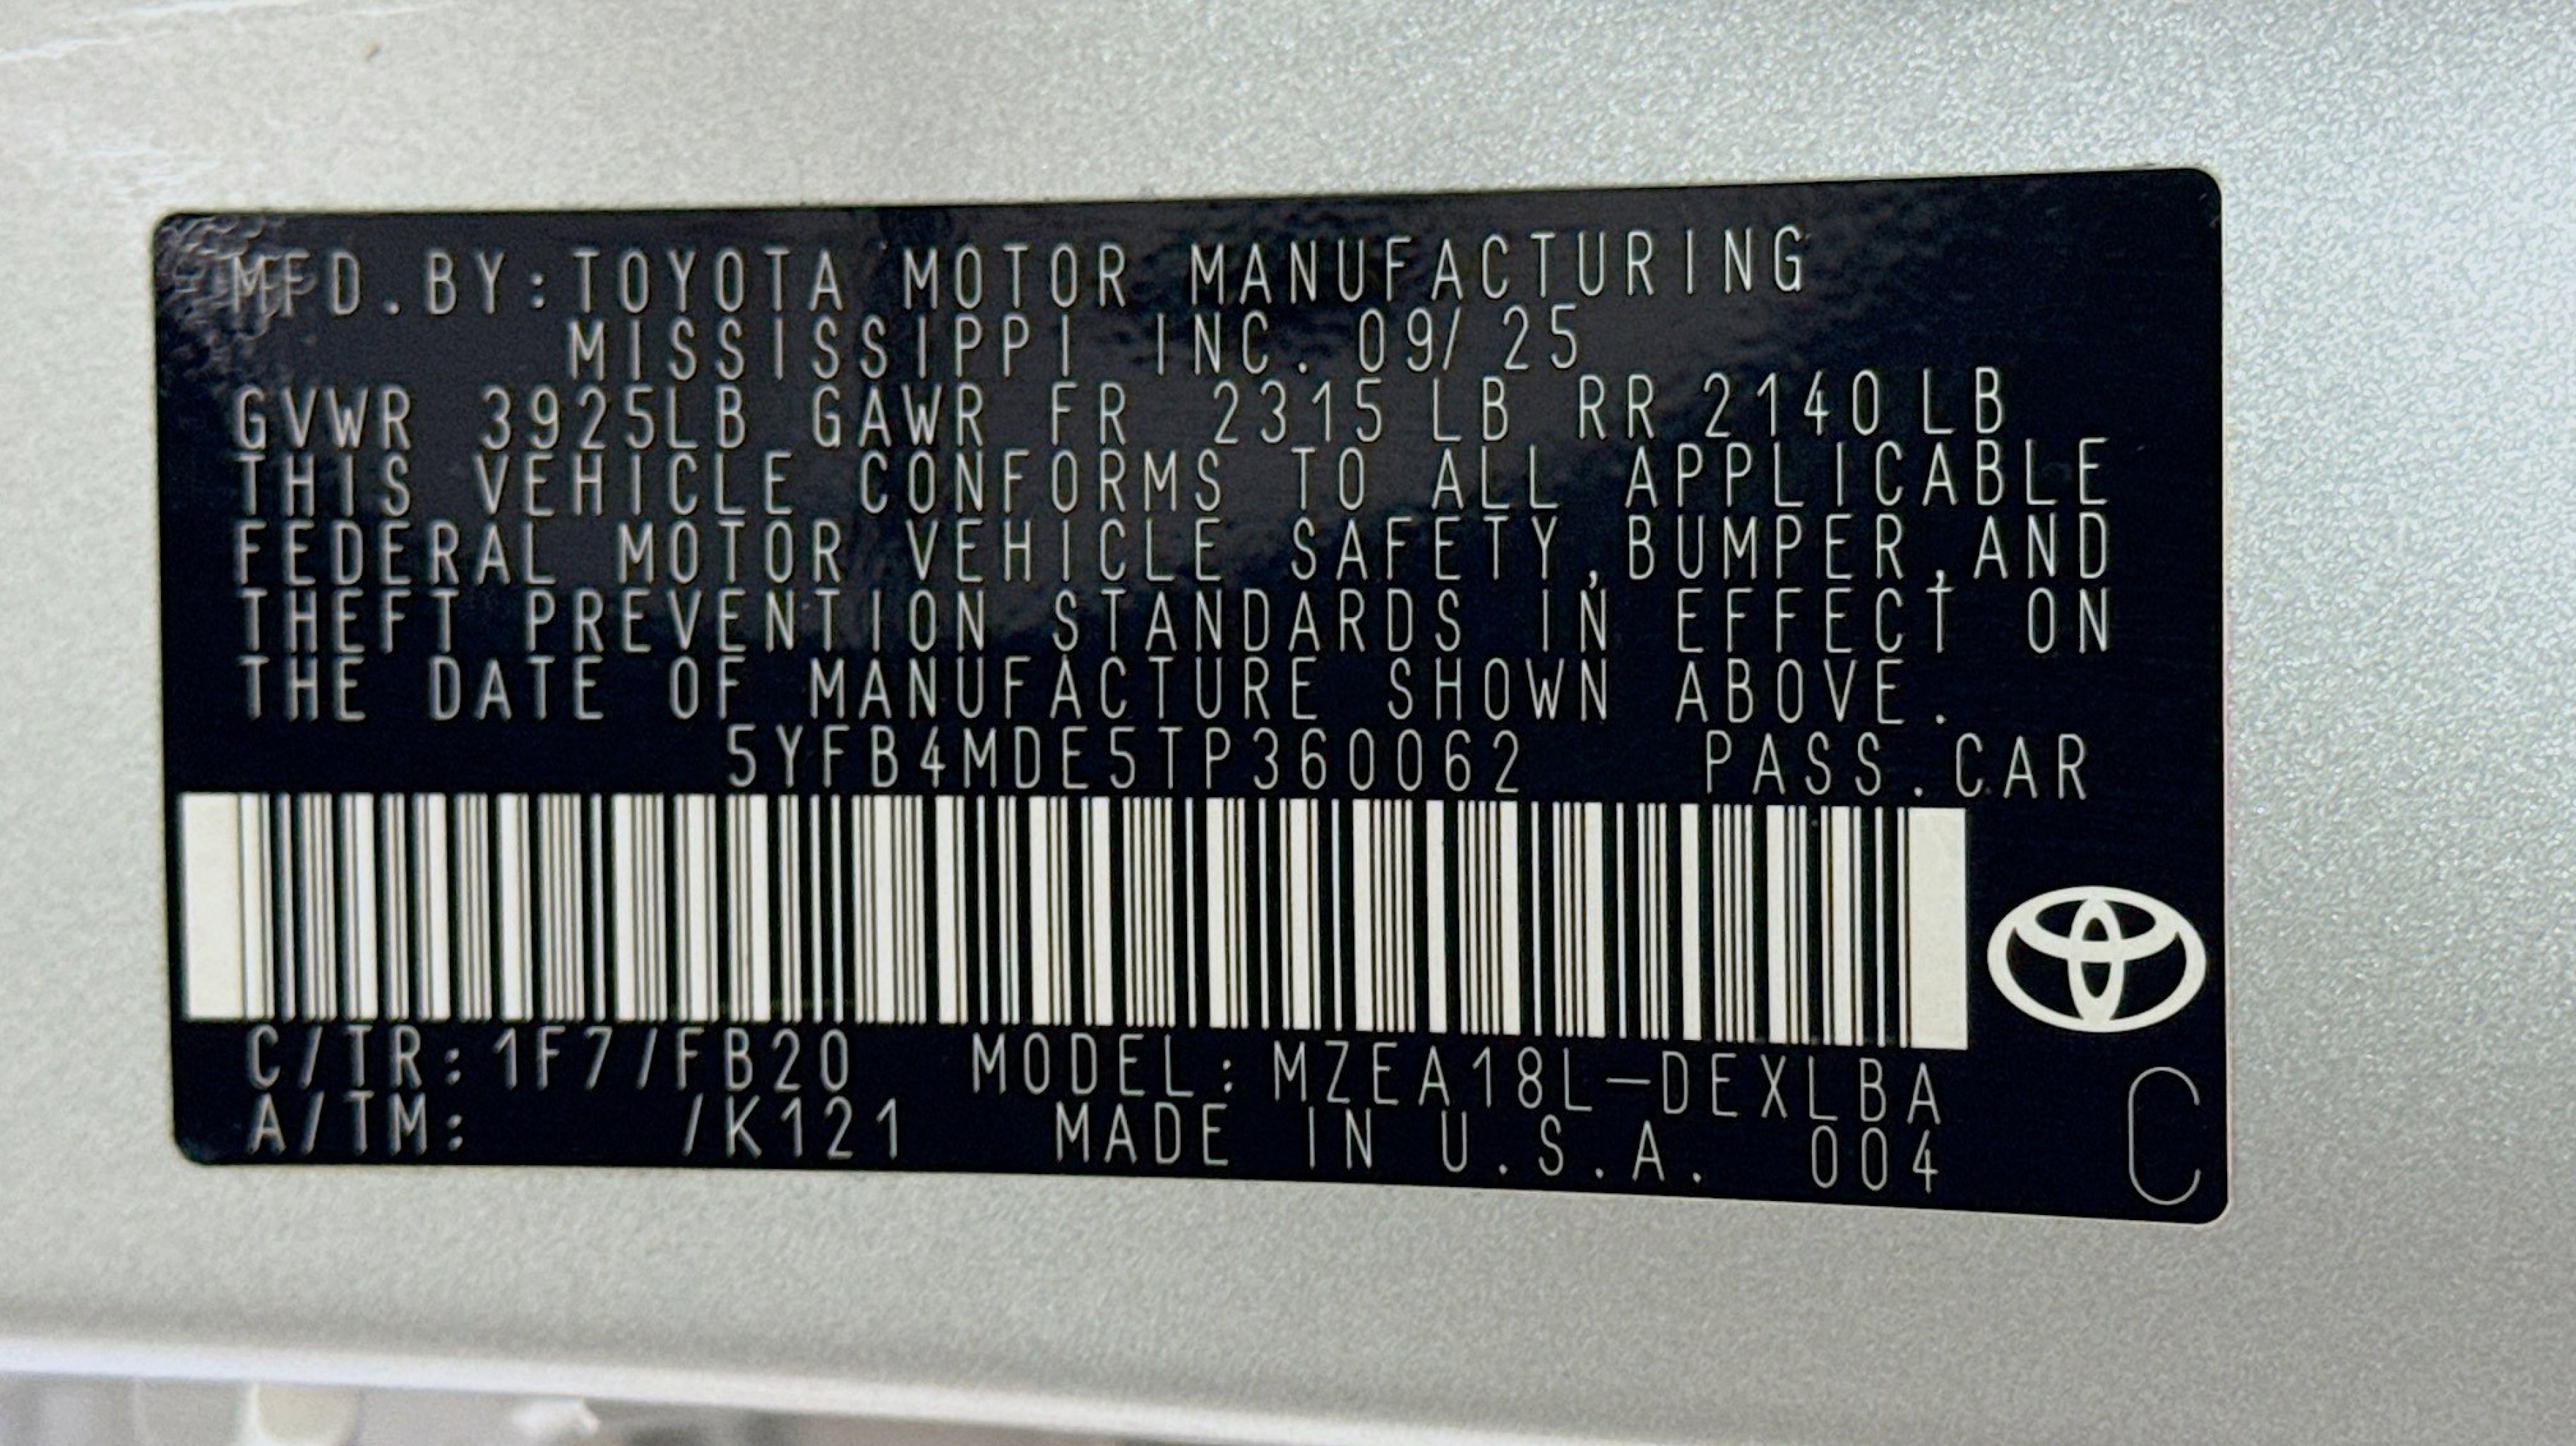 MFD.BY:TOYOTA MOTOR MANUFACTURING
MISSISSIPPI INC. 09/25
GVWR 3925LB GAWR FR 2315 LB RR 2140LB
THIS VEHICLE CONFORMS TO ALL APPLICABLE
FEDERAL MOTOR VEHICLE SAFETY,BUMPER,AND
THEFT PREVENTION STANDARDS IN EFFECT ON
THE DATE OF MANUFACTURE SHOWN ABOVE.
5YFB4MDE5TP360062 PASS.CAR
C/TR:1F7/FB20 MODEL:MZEA18L-DEXLBA
A/TM: /K121 MADE IN U.S.A. 004
C